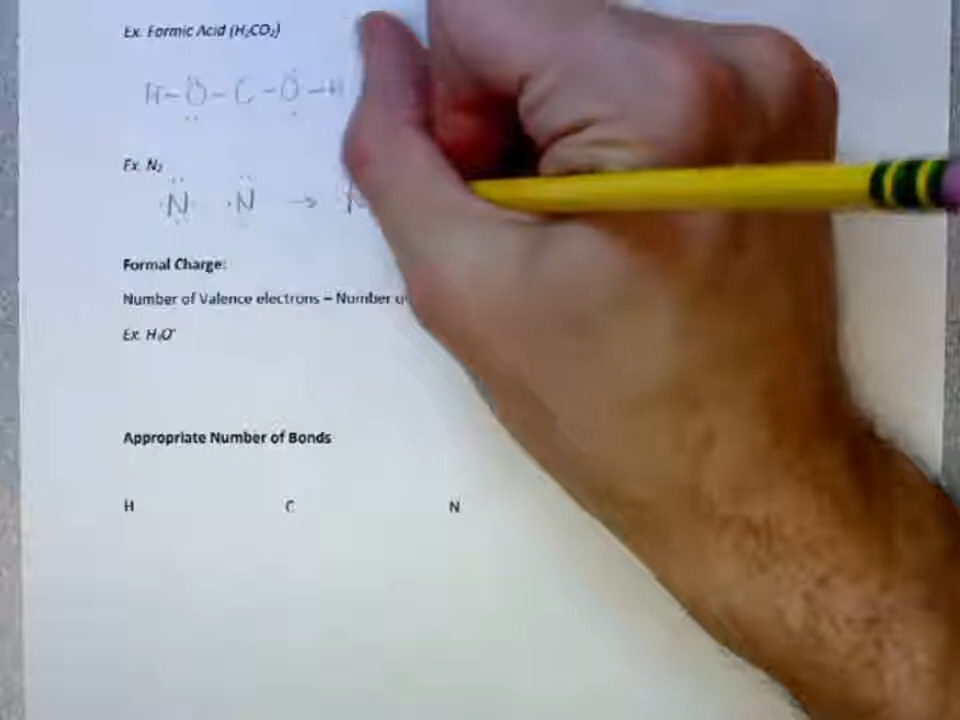 Ex. Formic Acid (H₂CO₂)
H-O-C-O-H
Ex. N₂
N N →
Formal Charge:
Number of Valence electrons – Number
Ex. H₃O⁺
Appropriate Number of Bonds
H C N